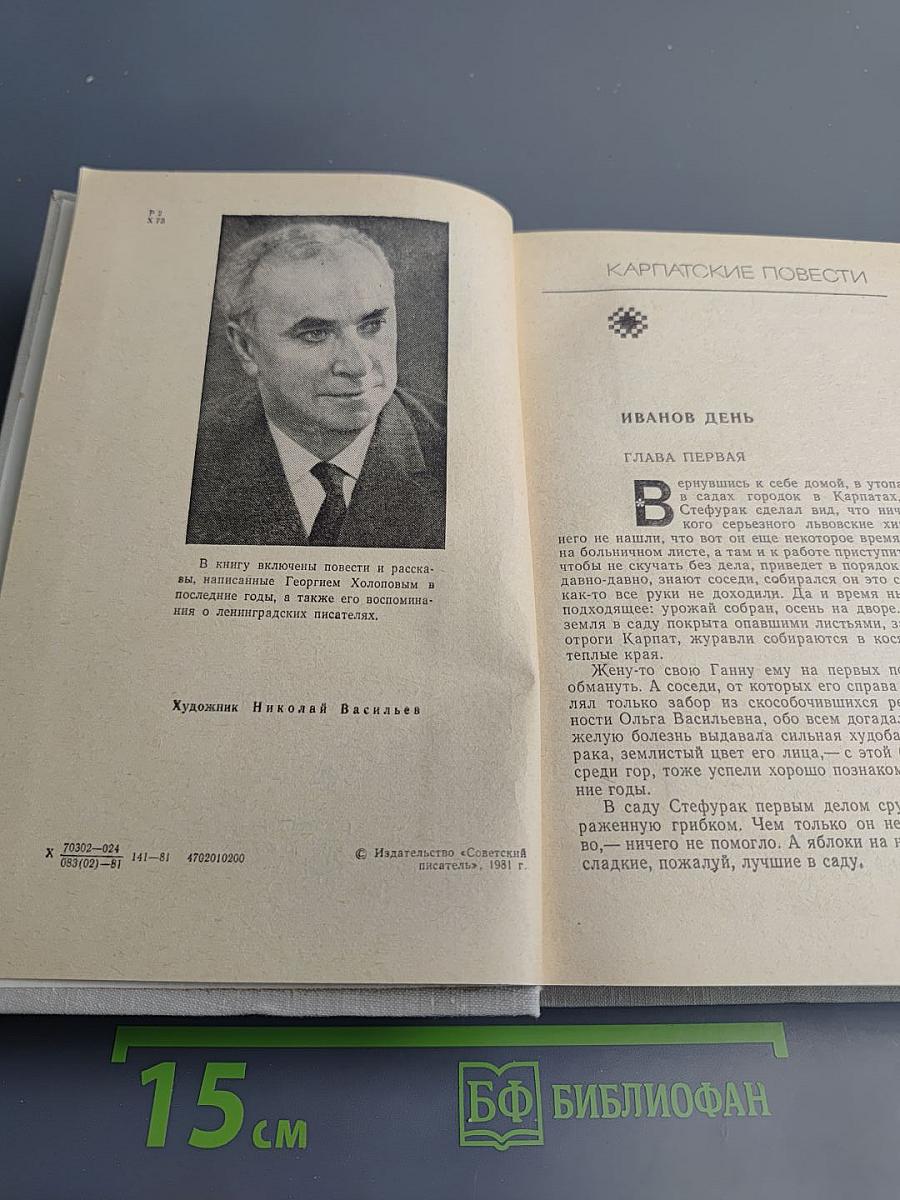 Р 2
Х 73
В книгу включены повести и расска-
зы, написанные Георгием Холоповым в
последние годы, а также его воспомина-
ния о ленинградских писателях.
Художник Николай Васильев
Х 70302—024
083(02)—81 141—81 4702010200
© Издательство «Советский
писатель», 1981 г.
КАРПАТСКИЕ ПОВЕСТИ
ИВАНОВ ДЕНЬ
ГЛАВА ПЕРВАЯ
Вернувшись к себе домой, в утопа
в садах городок в Карпатах,
Стефурак сделал вид, что нич
кого серьезного львовские хи
него не нашли, что вот он еще некоторое время
на больничном листе, а там и к работе приступит
чтобы не скучать без дела, приведет в порядок
давно-давно, знают соседи, собирался он это с
как-то все руки не доходили. Да и время н
подходящее: урожай собран, осень на дворе.
земля в саду покрыта опавшими листьями, з
отроги Карпат, журавли собираются в кос
теплые края.
Жену-то свою Ганну ему на первых по
обмануть. А соседи, от которых его справа
лял только забор из скособочившихся ре
ности Ольга Васильевна, обо всем догадал
желую болезнь выдавала сильная худоба
рака, землистый цвет его лица,— с этой
среди гор, тоже успели хорошо познаком
ние годы.
В саду Стефурак первым делом сру
раженную грибком. Чем только он не
во,— ничего не помогло. А яблоки на н
сладкие, пожалуй, лучшие в саду.
15 см
БФ БИБЛИОФАН